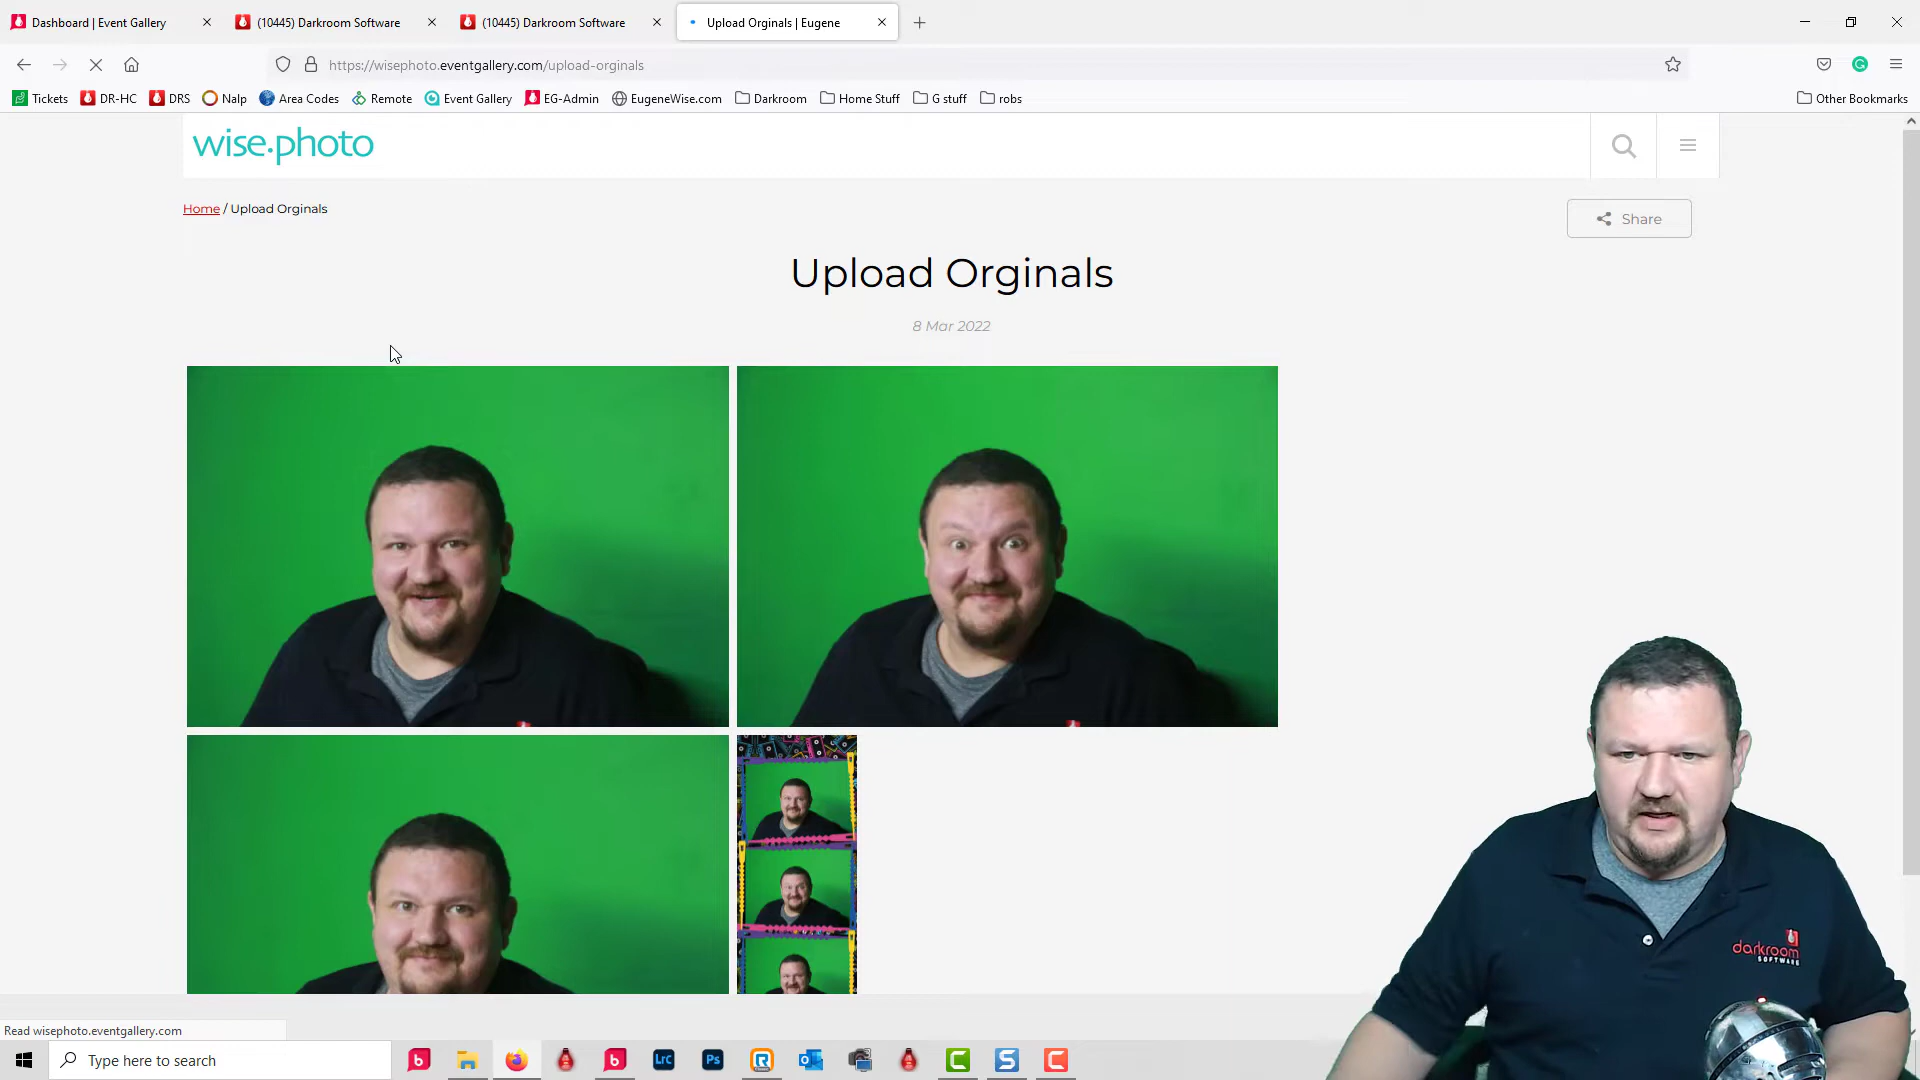 Dashboard | Event Gallery
(10445) Darkroom Software
(10445) Darkroom Software
Upload Orginals | Eugene
https://wisephoto.eventgallery.com/upload-orginals
Tickets
DR-HC
DRS
Nalp
Area Codes
Remote
Event Gallery
EG-Admin
EugeneWise.com
Darkroom
Home Stuff
G stuff
robs
Other Bookmarks
wise.photo
Home / Upload Orginals
Share
Upload Orginals
8 Mar 2022
darkroom
SOFTWARE
Read wisephoto.eventgallery.com
Type here to search
b
b
Lrc
Ps